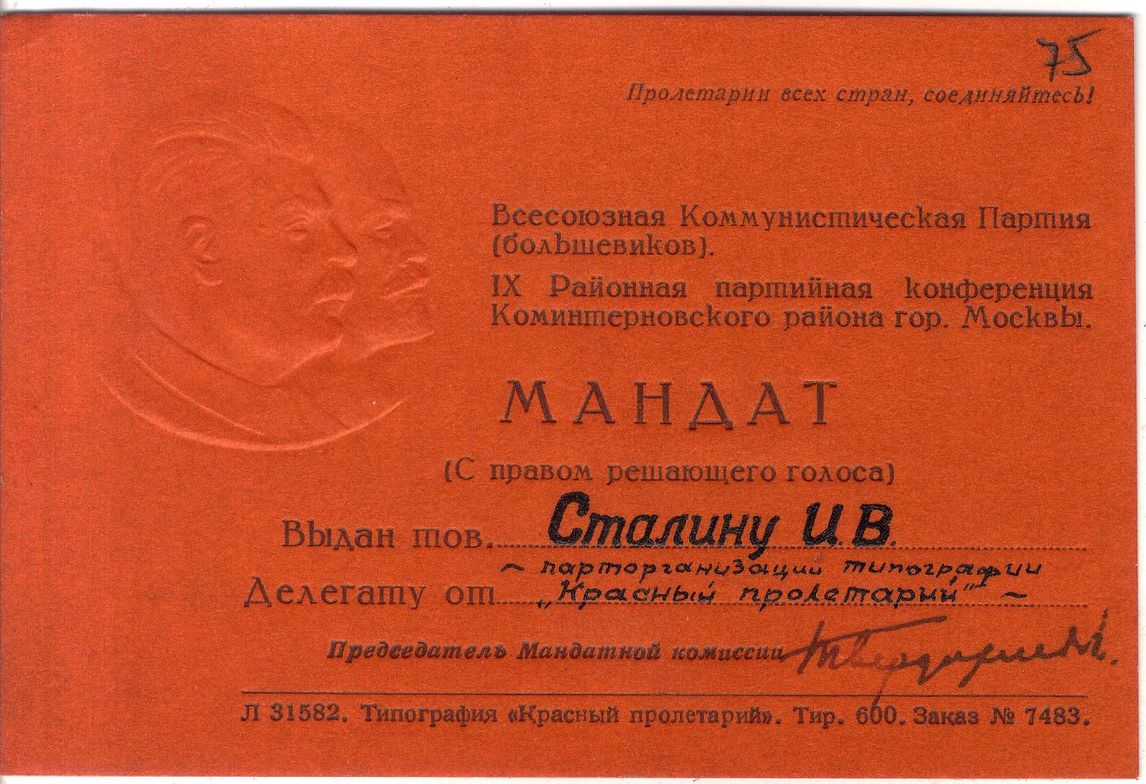 75
Пролетарии всех стран, соединяйтесь!
Всесоюзная Коммунистическая Партия
(большевиков).
IX Районная партийная конференция
Коминтерновского района гор. Москвы.
МАНДАТ
(С правом решающего голоса)
Выдан тов. Сталину И.В.
~ парторганизации типографии
Делегату от „Красный пролетарий" ~
Председатель Мандатной комиссии
Л 31582. Типография «Красный пролетарий». Тир. 600. Заказ № 7483.